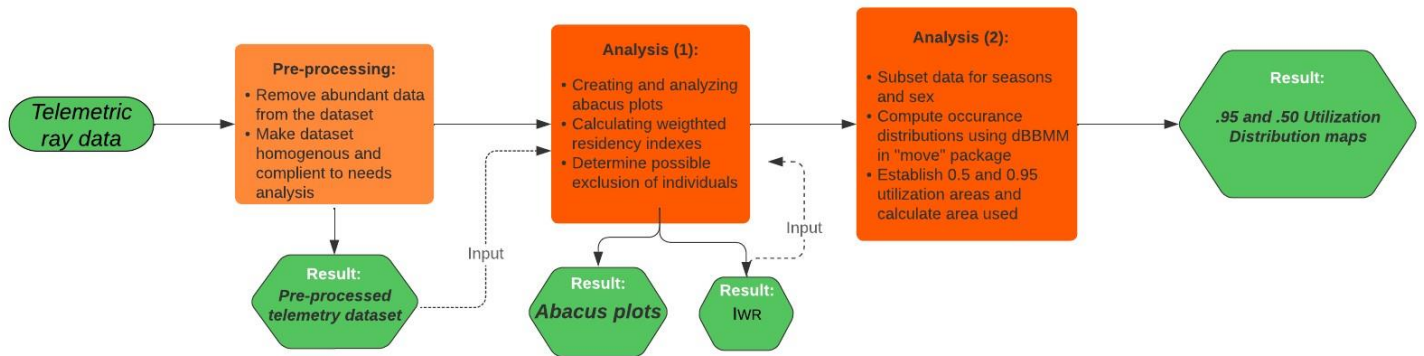 Telemetric
ray data
Pre-processing:
• Remove abundant data
from the dataset
• Make dataset
homogenous and
complient to needs
analysis
Result:
Pre-processed
telemetry dataset
Input
Analysis (1):
• Creating and analyzing
abacus plots
• Calculating weigthted
residency indexes
• Determine possible
exclusion of individuals
Result:
Abacus plots
Result:
IWR
Input
Analysis (2):
• Subset data for seasons
and sex
• Compute occurance
distributions using dBBMM
in "move" package
• Establish 0.5 and 0.95
utilization areas and
calculate area used
Result:
.95 and .50 Utilization
Distribution maps